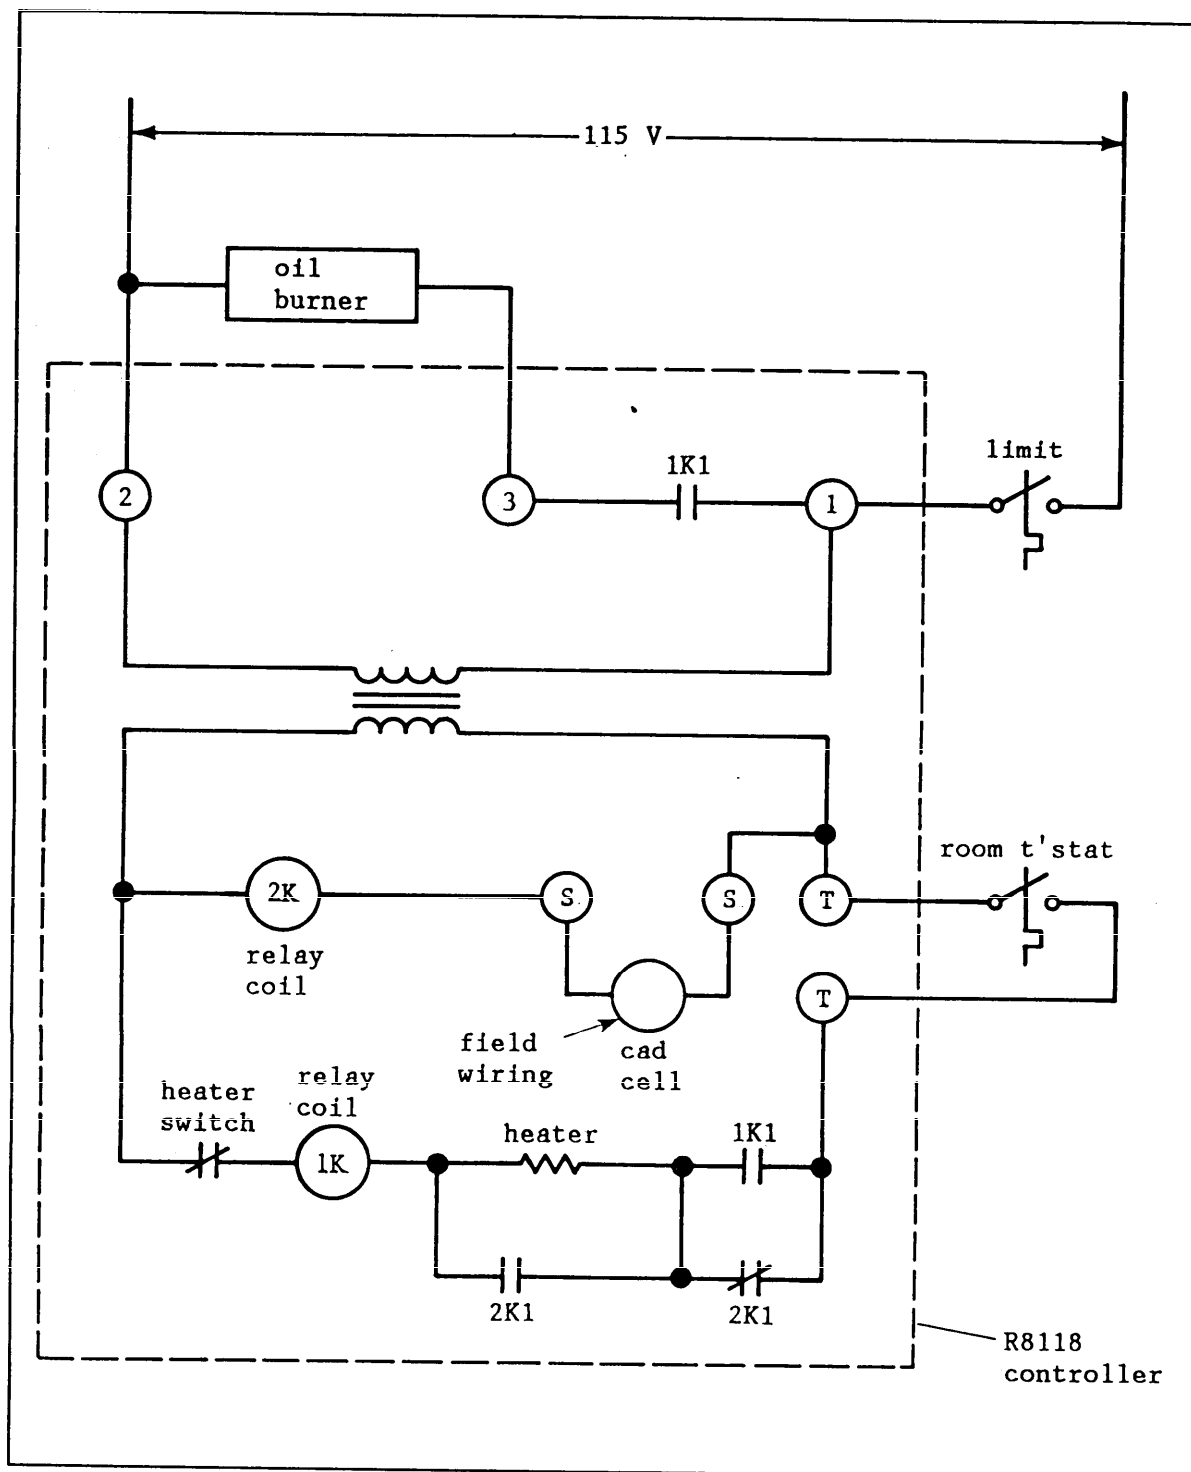 115 V
oil
burner
limit
1K1
2
3
1
room t'stat
2K
S
S
T
relay
coil
T
field
wiring
cad
cell
heater
switch
relay
coil
heater
1K1
1K
2K1
2K1
R8118
controller